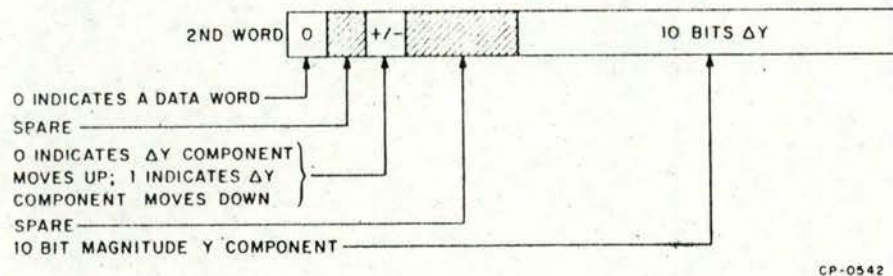 2ND WORD 0 +/- 10 BITS ΔY
0 INDICATES A DATA WORD
SPARE
0 INDICATES ΔY COMPONENT
MOVES UP; 1 INDICATES ΔY
COMPONENT MOVES DOWN
SPARE
10 BIT MAGNITUDE Y COMPONENT
CP-0542